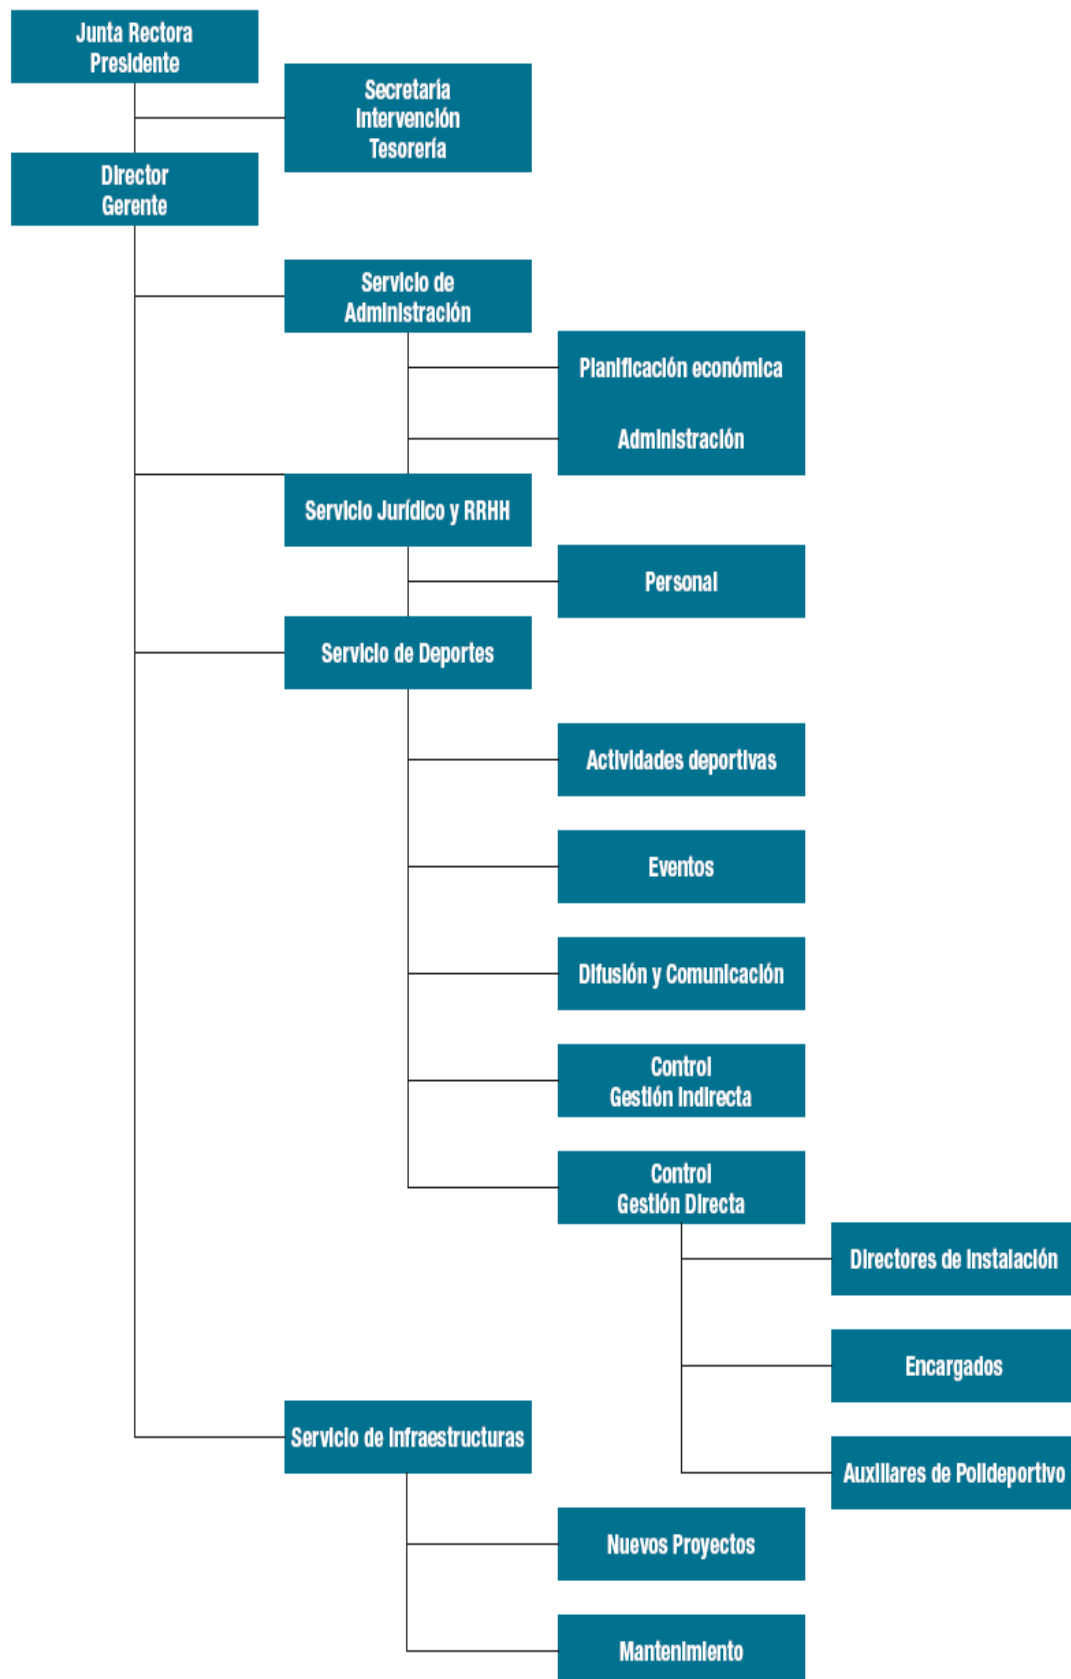 Junta Rectora
Presidente
Secretaría
Intervención
Tesorería
Director
Gerente
Servicio de
Administración
Planificación económica
Administración
Servicio Jurídico y RRHH
Personal
Servicio de Deportes
Actividades deportivas
Eventos
Difusión y Comunicación
Control
Gestión Indirecta
Control
Gestión Directa
Directores de Instalación
Encargados
Servicio de Infraestructuras
Auxiliares de Polideportivo
Nuevos Proyectos
Mantenimiento